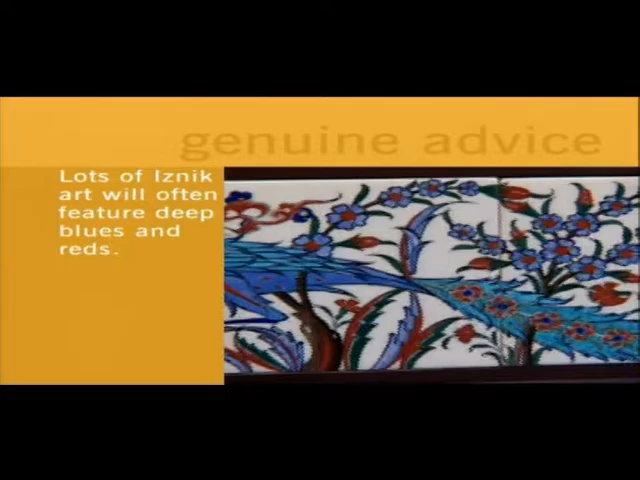 genuine advice
Lots of Iznik
art will often
feature deep
blues and
reds.